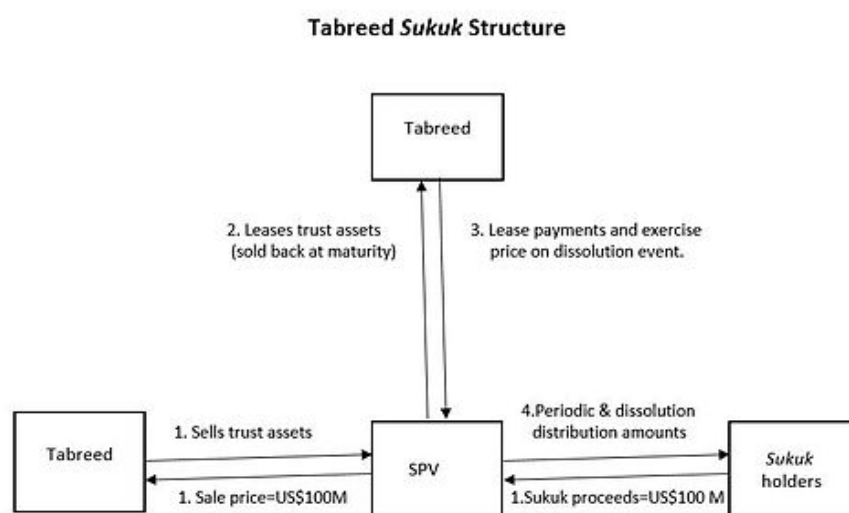 Tabreed Sukuk Structure
Tabreed
2. Leases trust assets
(sold back at maturity)
3. Lease payments and exercise
price on dissolution event.
4.Periodic & dissolution
distribution amounts
1. Sells trust assets
Tabreed
SPV
Sukuk
holders
1. Sale price=US$100M
1.Sukuk proceeds=US$100 M